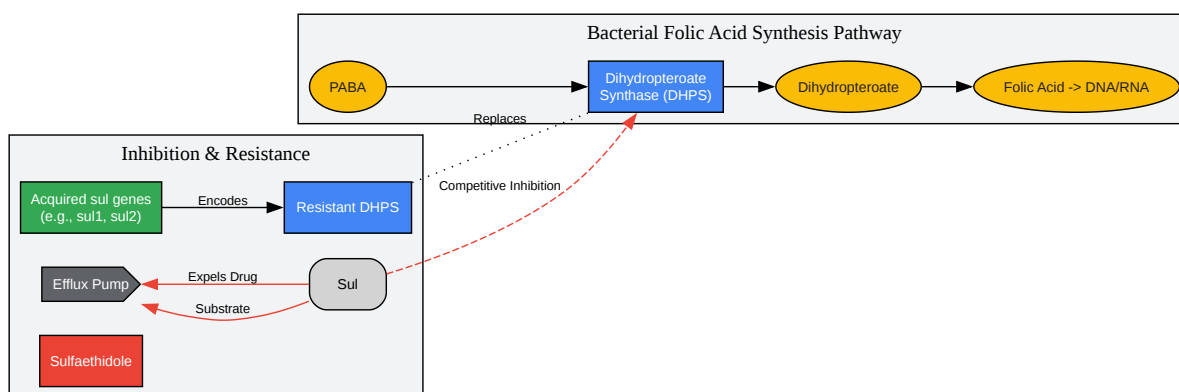 Bacterial Folic Acid Synthesis Pathway
PABA
Dihydropteroate
Synthase (DHPS)
Dihydropteroate
Folic Acid -> DNA/RNA
Replaces
Competitive Inhibition
Inhibition & Resistance
Acquired sul genes
(e.g., sul1, sul2)
Encodes
Resistant DHPS
Efflux Pump
Expels Drug
Substrate
Sul
Sulfaethidole